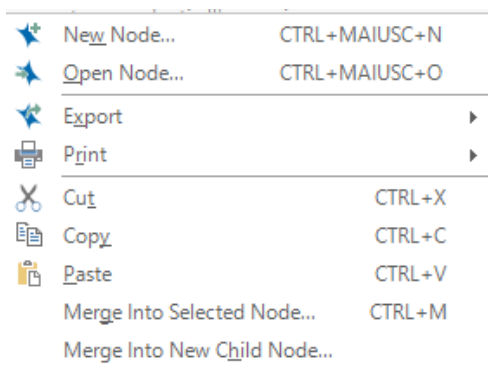 New Node... CTRL+MAIUSC+N
Open Node... CTRL+MAIUSC+O
Export
Print
Cut CTRL+X
Copy CTRL+C
Paste CTRL+V
Merge Into Selected Node... CTRL+M
Merge Into New Child Node...